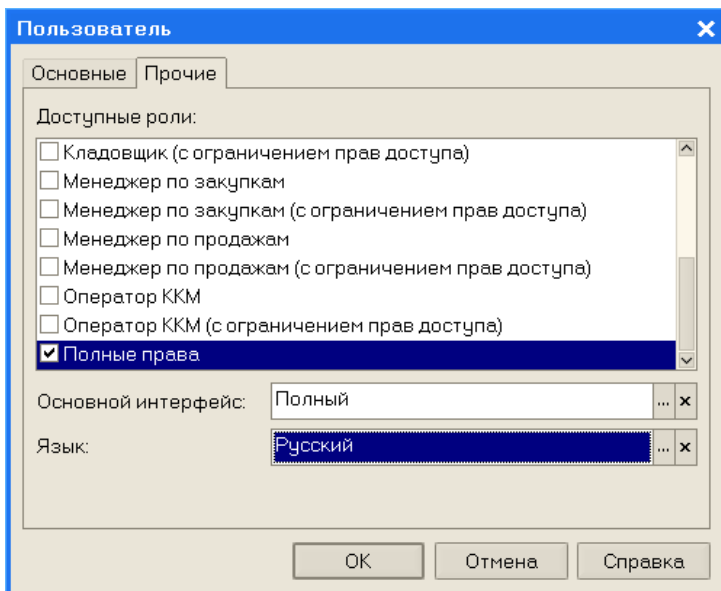 Пользователь
Основные Прочие
Доступные роли:
Кладовщик (с ограничением прав доступа)
Менеджер по закупкам
Менеджер по закупкам (с ограничением прав доступа)
Менеджер по продажам
Менеджер по продажам (с ограничением прав доступа)
Оператор ККМ
Оператор ККМ (с ограничением прав доступа)
Полные права
Основной интерфейс: Полный ... x
Язык: Русский ... x
OK Отмена Справка